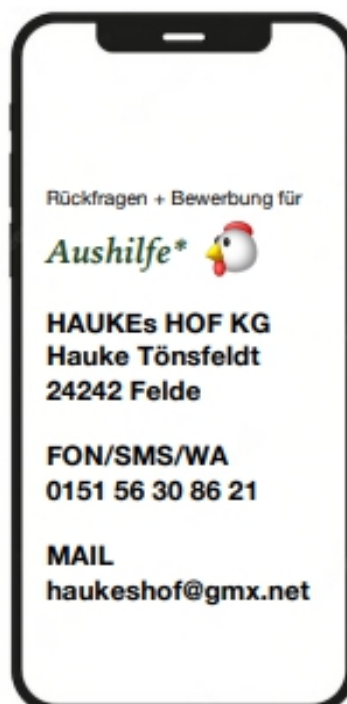 Rückfragen + Bewerbung für
Aushilfe*
HAUKEs HOF KG
Hauke Tönsfeldt
24242 Felde
FON/SMS/WA
0151 56 30 86 21
MAIL
haukeshof@gmx.net